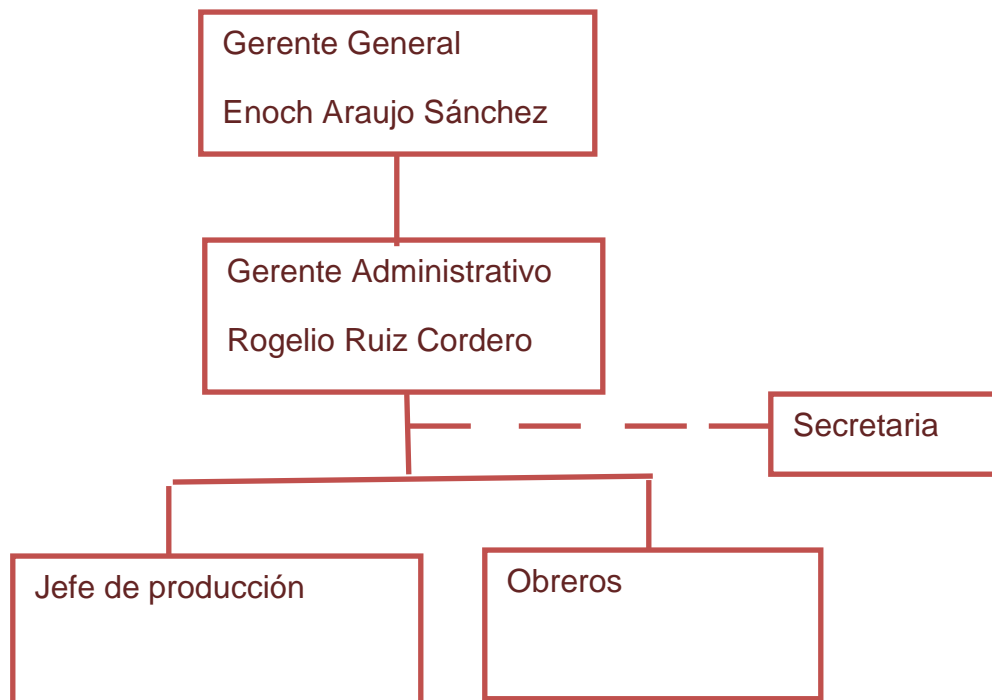 Gerente General
Enoch Araujo Sánchez
Gerente Administrativo
Rogelio Ruiz Cordero
Secretaria
Jefe de producción
Obreros